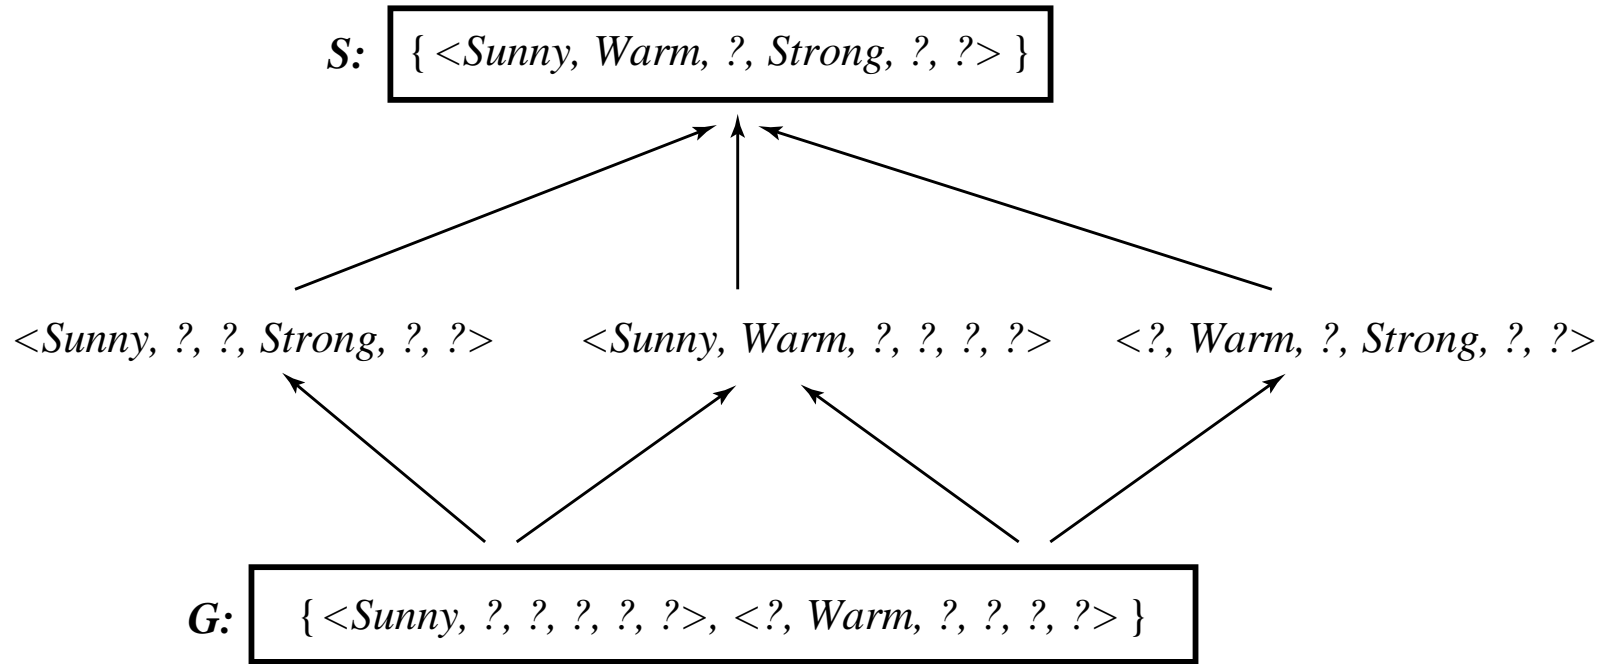 S: { <Sunny, Warm, ?, Strong, ?, ?> }
<Sunny, ?, ?, Strong, ?, ?> <Sunny, Warm, ?, ?, ?, ?> <?, Warm, ?, Strong, ?, ?>
G: { <Sunny, ?, ?, ?, ?, ?>, <?, Warm, ?, ?, ?, ?> }